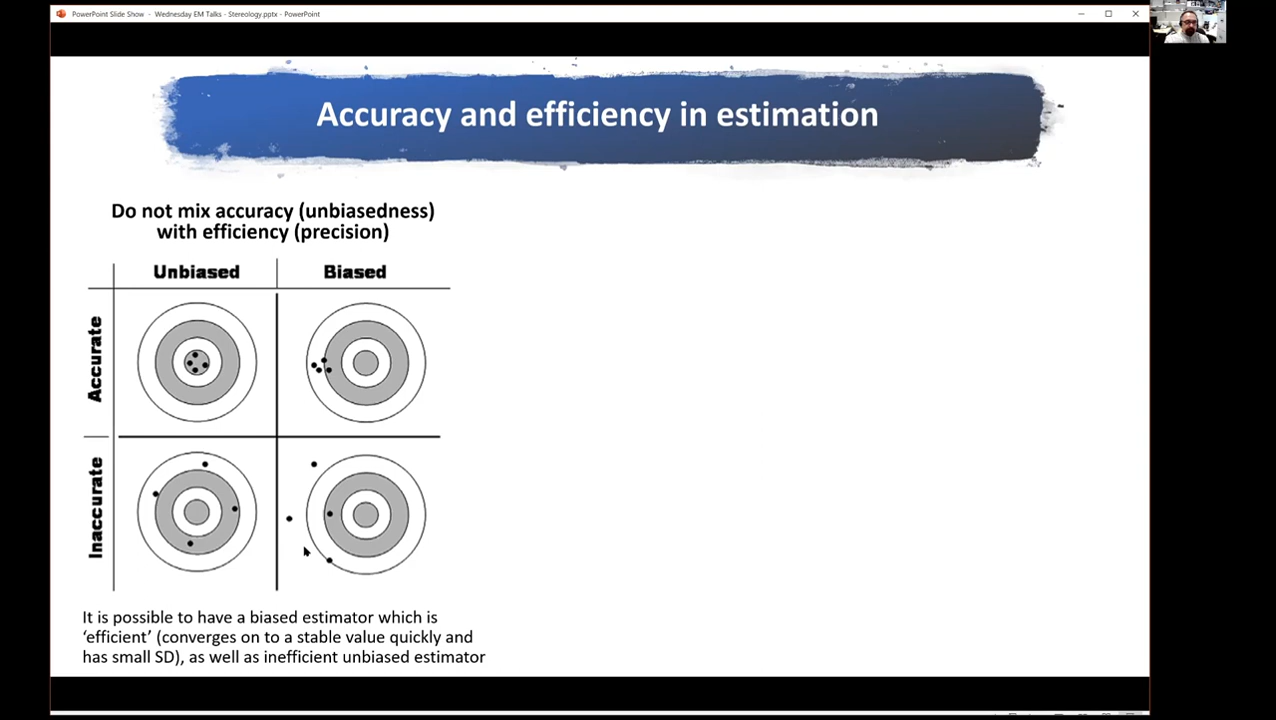 PowerPoint Slide Show - Wednesday EM Talks - Stereology.pptx - PowerPoint
Accuracy and efficiency in estimation
Do not mix accuracy (unbiasedness)
with efficiency (precision)
Unbiased
Biased
Accurate
Inaccurate
It is possible to have a biased estimator which is
‘efficient’ (converges on to a stable value quickly and
has small SD), as well as inefficient unbiased estimator